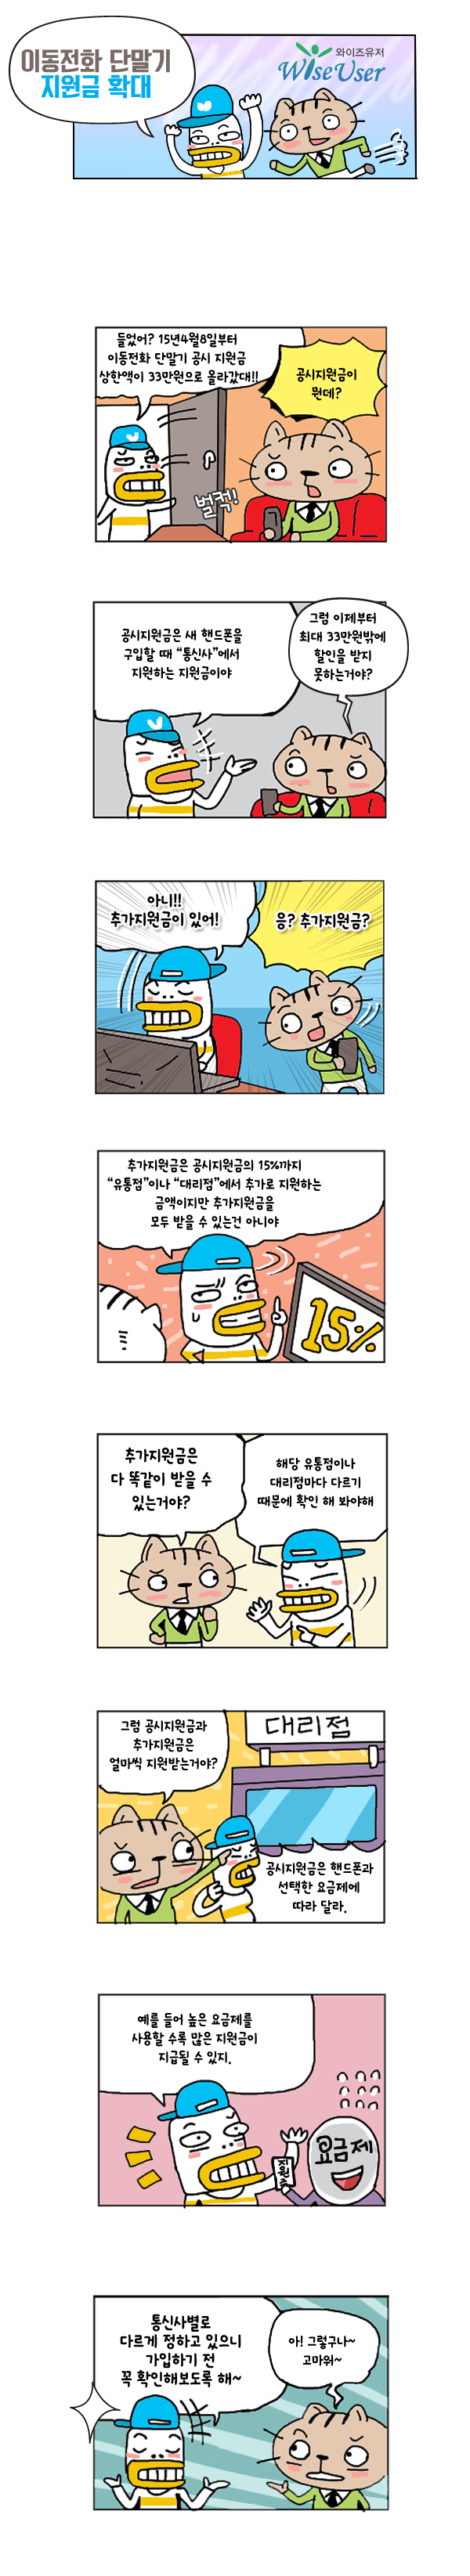 이동전화 단말기
지원금 확대
와이즈유저
WiseUser
들었어? 15년4월8일부터
이동전화 단말기 공시 지원금
상한액이 33만원으로 올라갔대!!
공시지원금이
뭔데?
벌컥!
공시지원금은 새 핸드폰을
구입할 때 “통신사”에서
지원하는 지원금이야
그럼 이제부터
최대 33만원밖에
할인을 받지
못하는거야?
아니!!
추가지원금이 있어!
응? 추가지원금?
추가지원금은 공시지원금의 15%까지
“유통점”이나 “대리점”에서 추가로 지원하는
금액이지만 추가지원금을
모두 받을 수 있는건 아니야
15%
추가지원금은
다 똑같이 받을 수
있는거야?
해당 유통점이나
대리점마다 다르기
때문에 확인 해 봐야해
그럼 공시지원금과
추가지원금은
얼마씩 지원받는거야?
대리점
공시지원금은 핸드폰과
선택한 요금제에
따라 달라.
예를 들어 높은 요금제를
사용할 수록 많은 지원금이
지급될 수 있지.
지원금
요금제
통신사별로
다르게 정하고 있으니
가입하기 전
꼭 확인해보도록 해~
아! 그렇구나~
고마워~